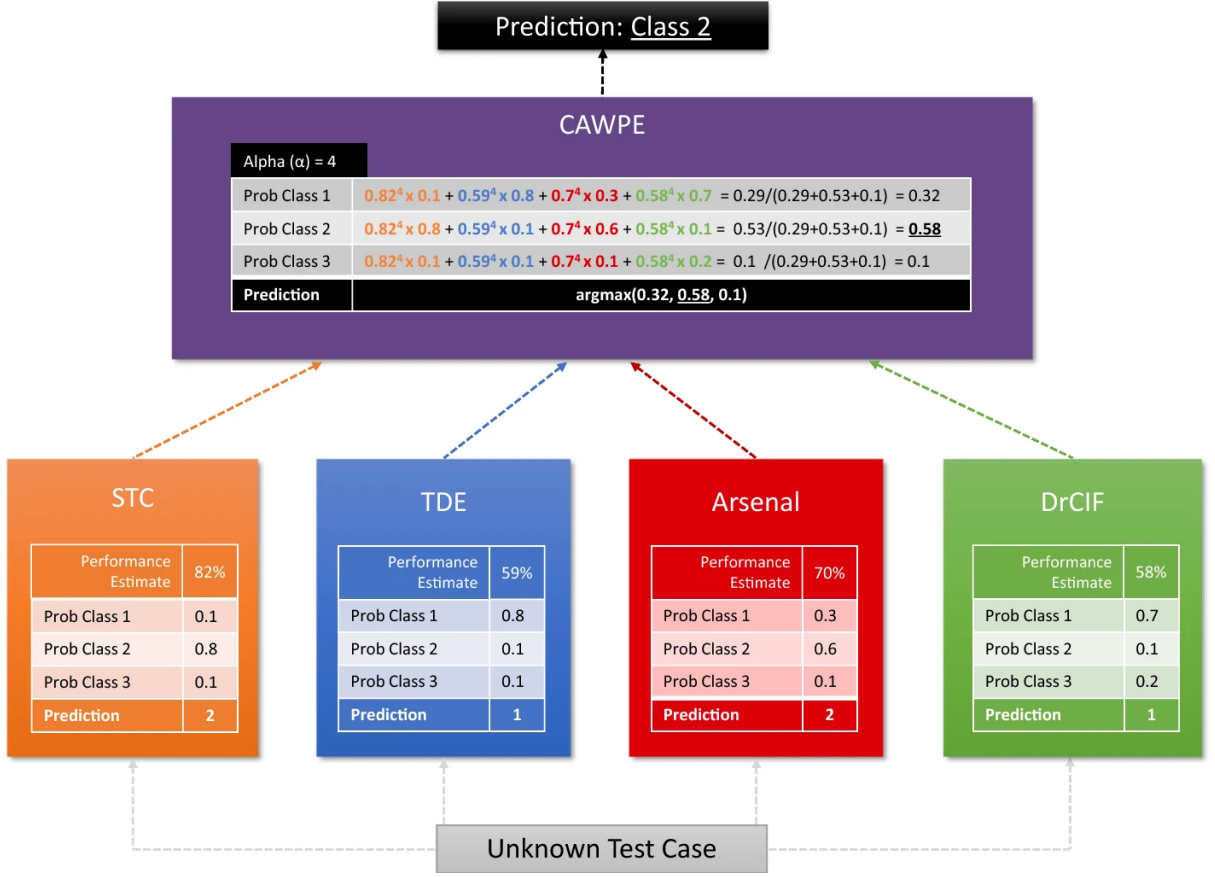 Prediction: Class 2
CAWPE
Alpha (α) = 4
Prob Class 1 0.82⁴ x 0.1 + 0.59⁴ x 0.8 + 0.7⁴ x 0.3 + 0.58⁴ x 0.7 = 0.29/(0.29+0.53+0.1) = 0.32
Prob Class 2 0.82⁴ x 0.8 + 0.59⁴ x 0.1 + 0.7⁴ x 0.6 + 0.58⁴ x 0.1 = 0.53/(0.29+0.53+0.1) = 0.58
Prob Class 3 0.82⁴ x 0.1 + 0.59⁴ x 0.1 + 0.7⁴ x 0.1 + 0.58⁴ x 0.2 = 0.1 /(0.29+0.53+0.1) = 0.1
Prediction argmax(0.32, 0.58, 0.1)
STC
Performance
Estimate 82%
Prob Class 1 0.1
Prob Class 2 0.8
Prob Class 3 0.1
Prediction 2
TDE
Performance
Estimate 59%
Prob Class 1 0.8
Prob Class 2 0.1
Prob Class 3 0.1
Prediction 1
Arsenal
Performance
Estimate 70%
Prob Class 1 0.3
Prob Class 2 0.6
Prob Class 3 0.1
Prediction 2
DrCIF
Performance
Estimate 58%
Prob Class 1 0.7
Prob Class 2 0.1
Prob Class 3 0.2
Prediction 1
Unknown Test Case